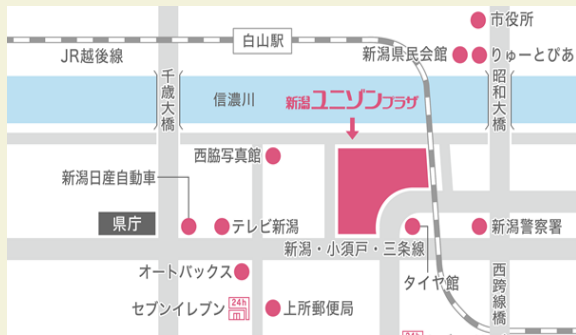 市役所
白山駅
JR越後線
新潟県民会館
りゅーとぴあ
千歳大橋
信濃川
新潟ユニゾンプラザ
昭和大橋
西脇写真館
新潟日産自動車
県庁
テレビ新潟
新潟警察署
新潟・小須戸・三条線
タイヤ館
オートバックス
西跨線橋
セブンイレブン
24h
上所郵便局
24h